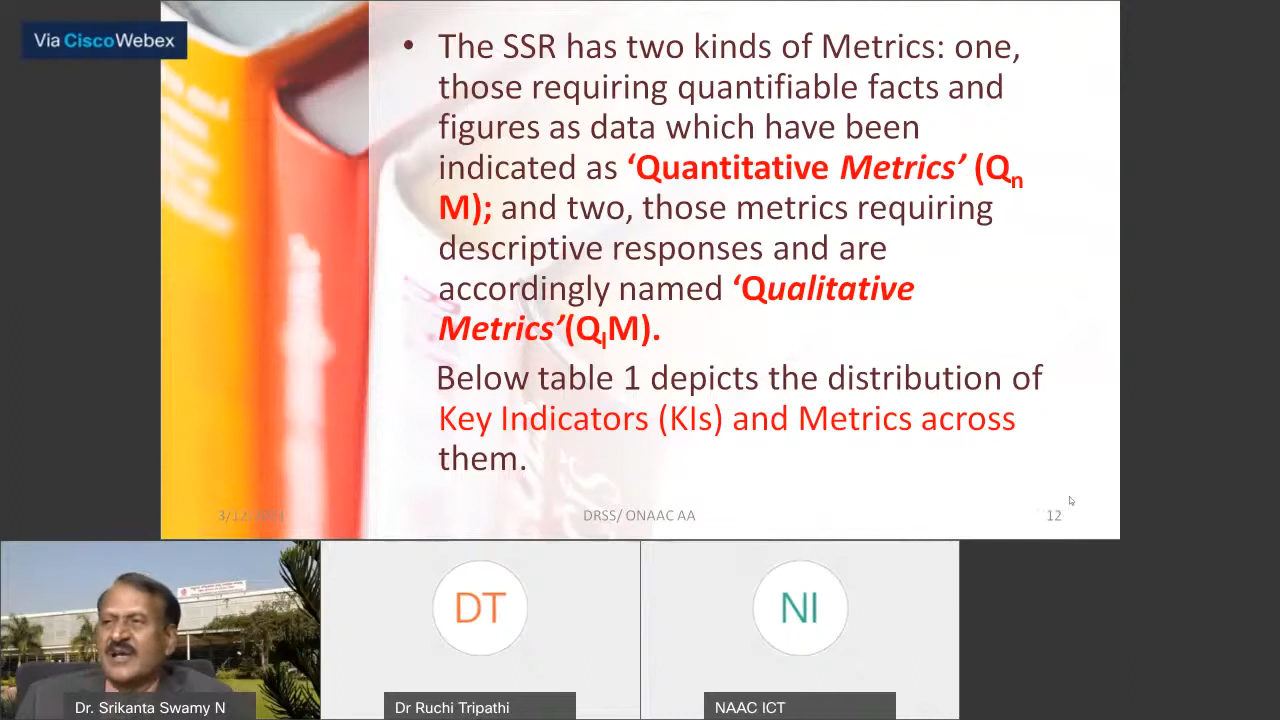 Via Cisco Webex
• The SSR has two kinds of Metrics: one,
those requiring quantifiable facts and
figures as data which have been
indicated as ‘Quantitative Metrics’ (Qn
M); and two, those metrics requiring
descriptive responses and are
accordingly named ‘Qualitative
Metrics’(QlM).
Below table 1 depicts the distribution of
Key Indicators (KIs) and Metrics across
them.
DRSS/ ONAAC AA
12
DT
NI
Dr. Srikanta Swamy N
Dr Ruchi Tripathi
NAAC ICT